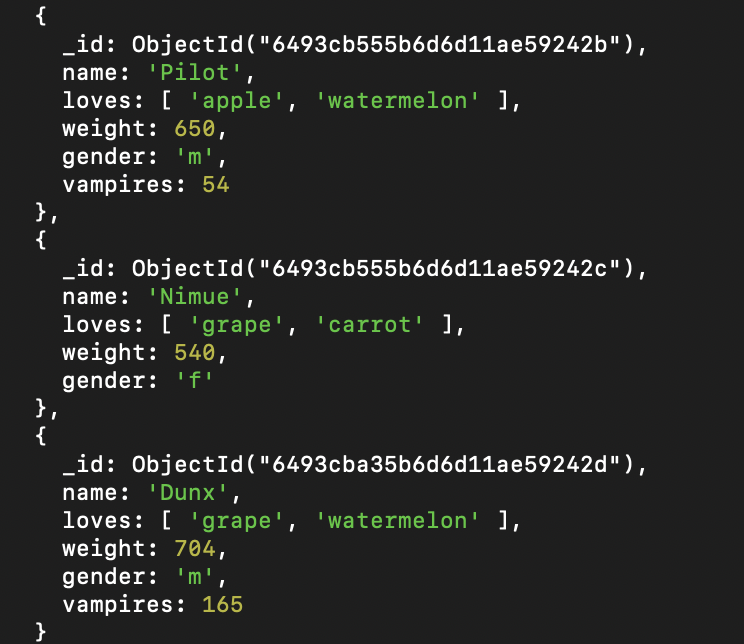 {
_id: ObjectId("6493cb555b6d6d11ae59242b"),
name: 'Pilot',
loves: [ 'apple', 'watermelon' ],
weight: 650,
gender: 'm',
vampires: 54
},
{
_id: ObjectId("6493cb555b6d6d11ae59242c"),
name: 'Nimue',
loves: [ 'grape', 'carrot' ],
weight: 540,
gender: 'f'
},
{
_id: ObjectId("6493cba35b6d6d11ae59242d"),
name: 'Dunx',
loves: [ 'grape', 'watermelon' ],
weight: 704,
gender: 'm',
vampires: 165
}